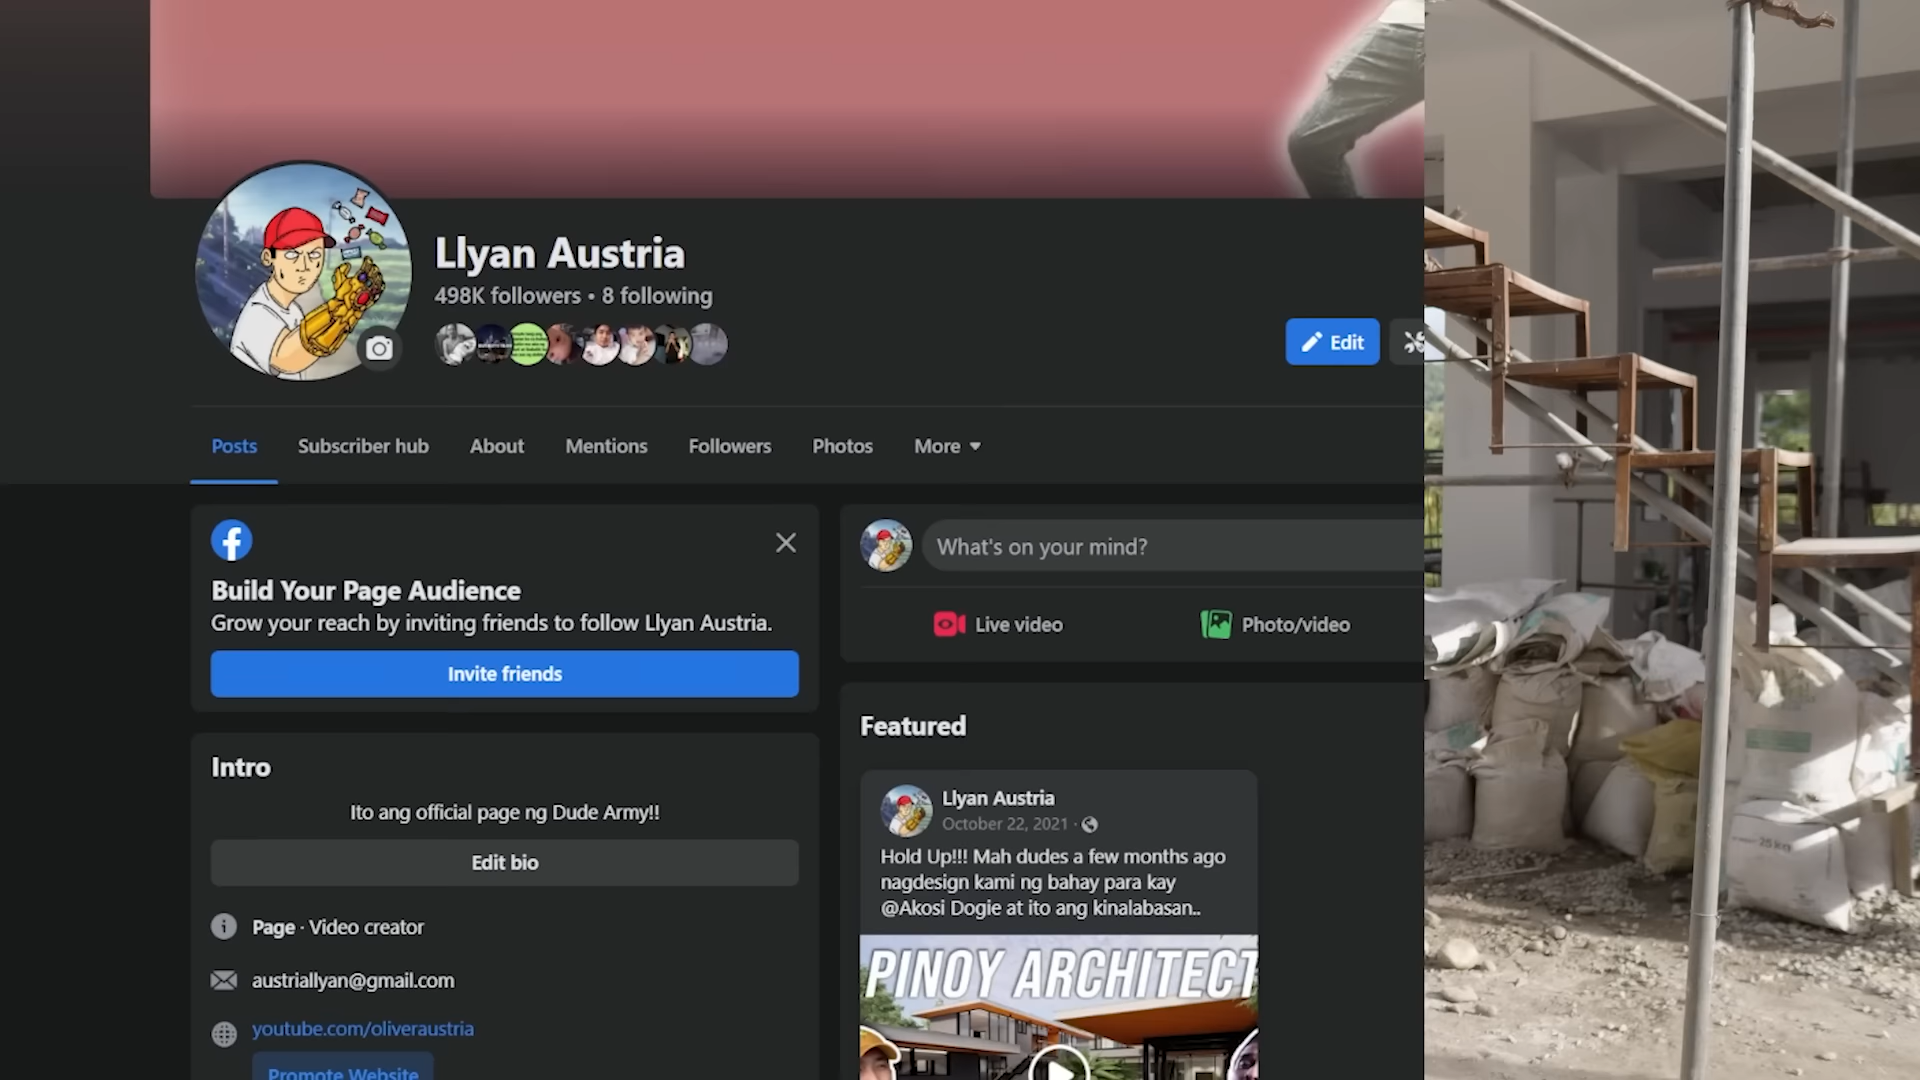 Llyan Austria
498K followers • 8 following
Edit
Posts
Subscriber hub
About
Mentions
Followers
Photos
More
Build Your Page Audience
Grow your reach by inviting friends to follow Llyan Austria.
Invite friends
Intro
Ito ang official page ng Dude Army!!
Edit bio
Page · Video creator
austriallyan@gmail.com
youtube.com/oliveraustria
Promote Website
What's on your mind?
Live video
Photo/video
Featured
Llyan Austria
October 22, 2021 ·
Hold Up!!! Mah dudes a few months ago
nagdesign kami ng bahay para kay
@Akosi Dogie at ito ang kinalabasan..
PINOY ARCHITECT